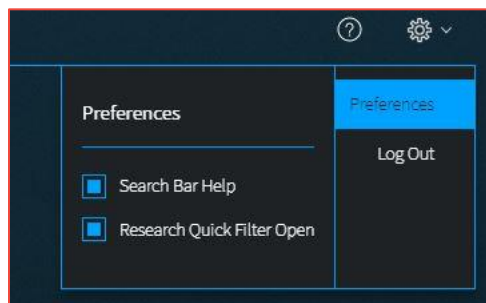 Preferences
Preferences
Log Out
Search Bar Help
Research Quick Filter Open